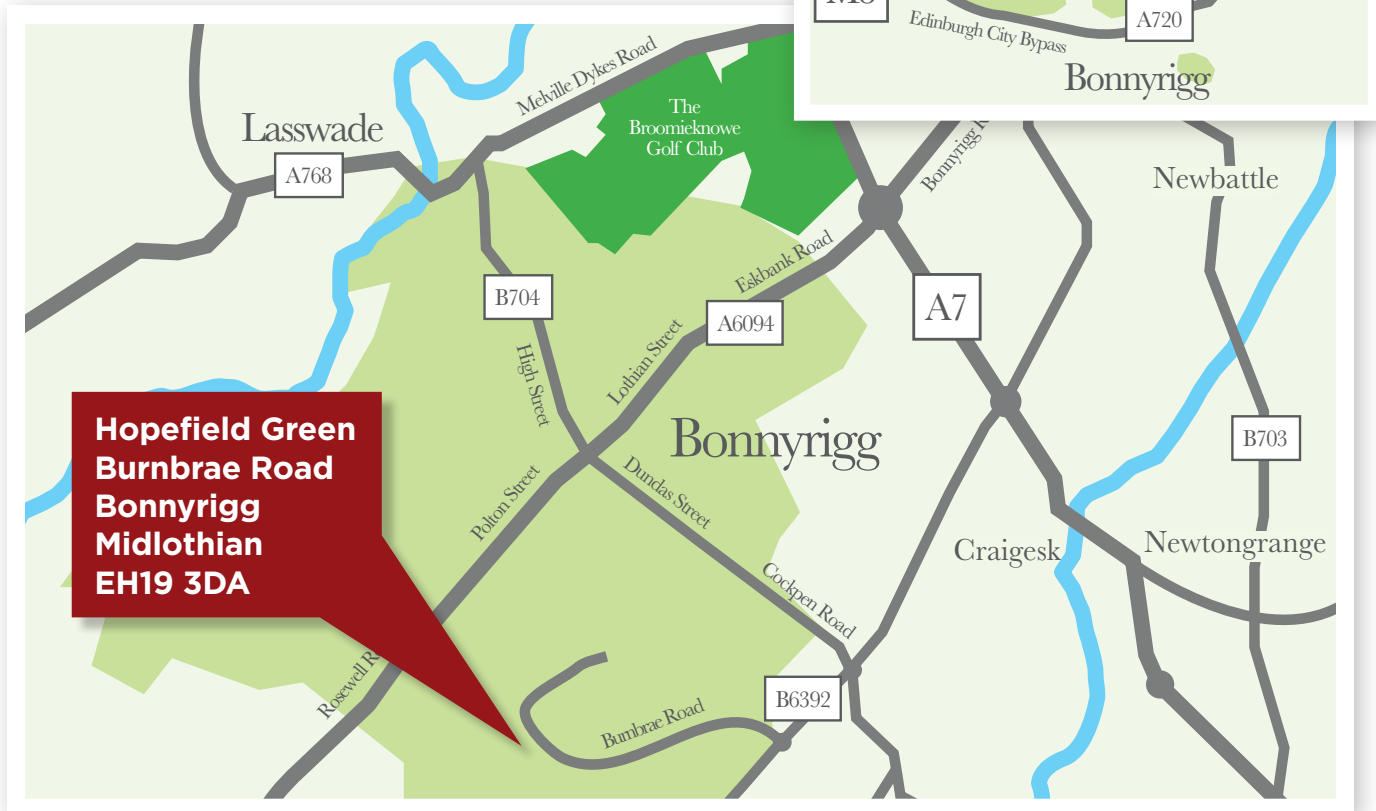 Edinburgh City Bypass
A720
Bonnyrigg
Melville Dykes Road
The
Broomieknowe
Golf Club
Lasswade
A768
Bonnyrigg
Newbattle
Eskbank Road
B704
A6094
A7
High Street
Lothian Street
Bonnyrigg
B703
Hopefield Green
Burnbrae Road
Bonnyrigg
Midlothian
EH19 3DA
Polton Street
Dundas Street
Craigesk
Newtongrange
Cockpen Road
Rosewell
B6392
Burnbrae Road